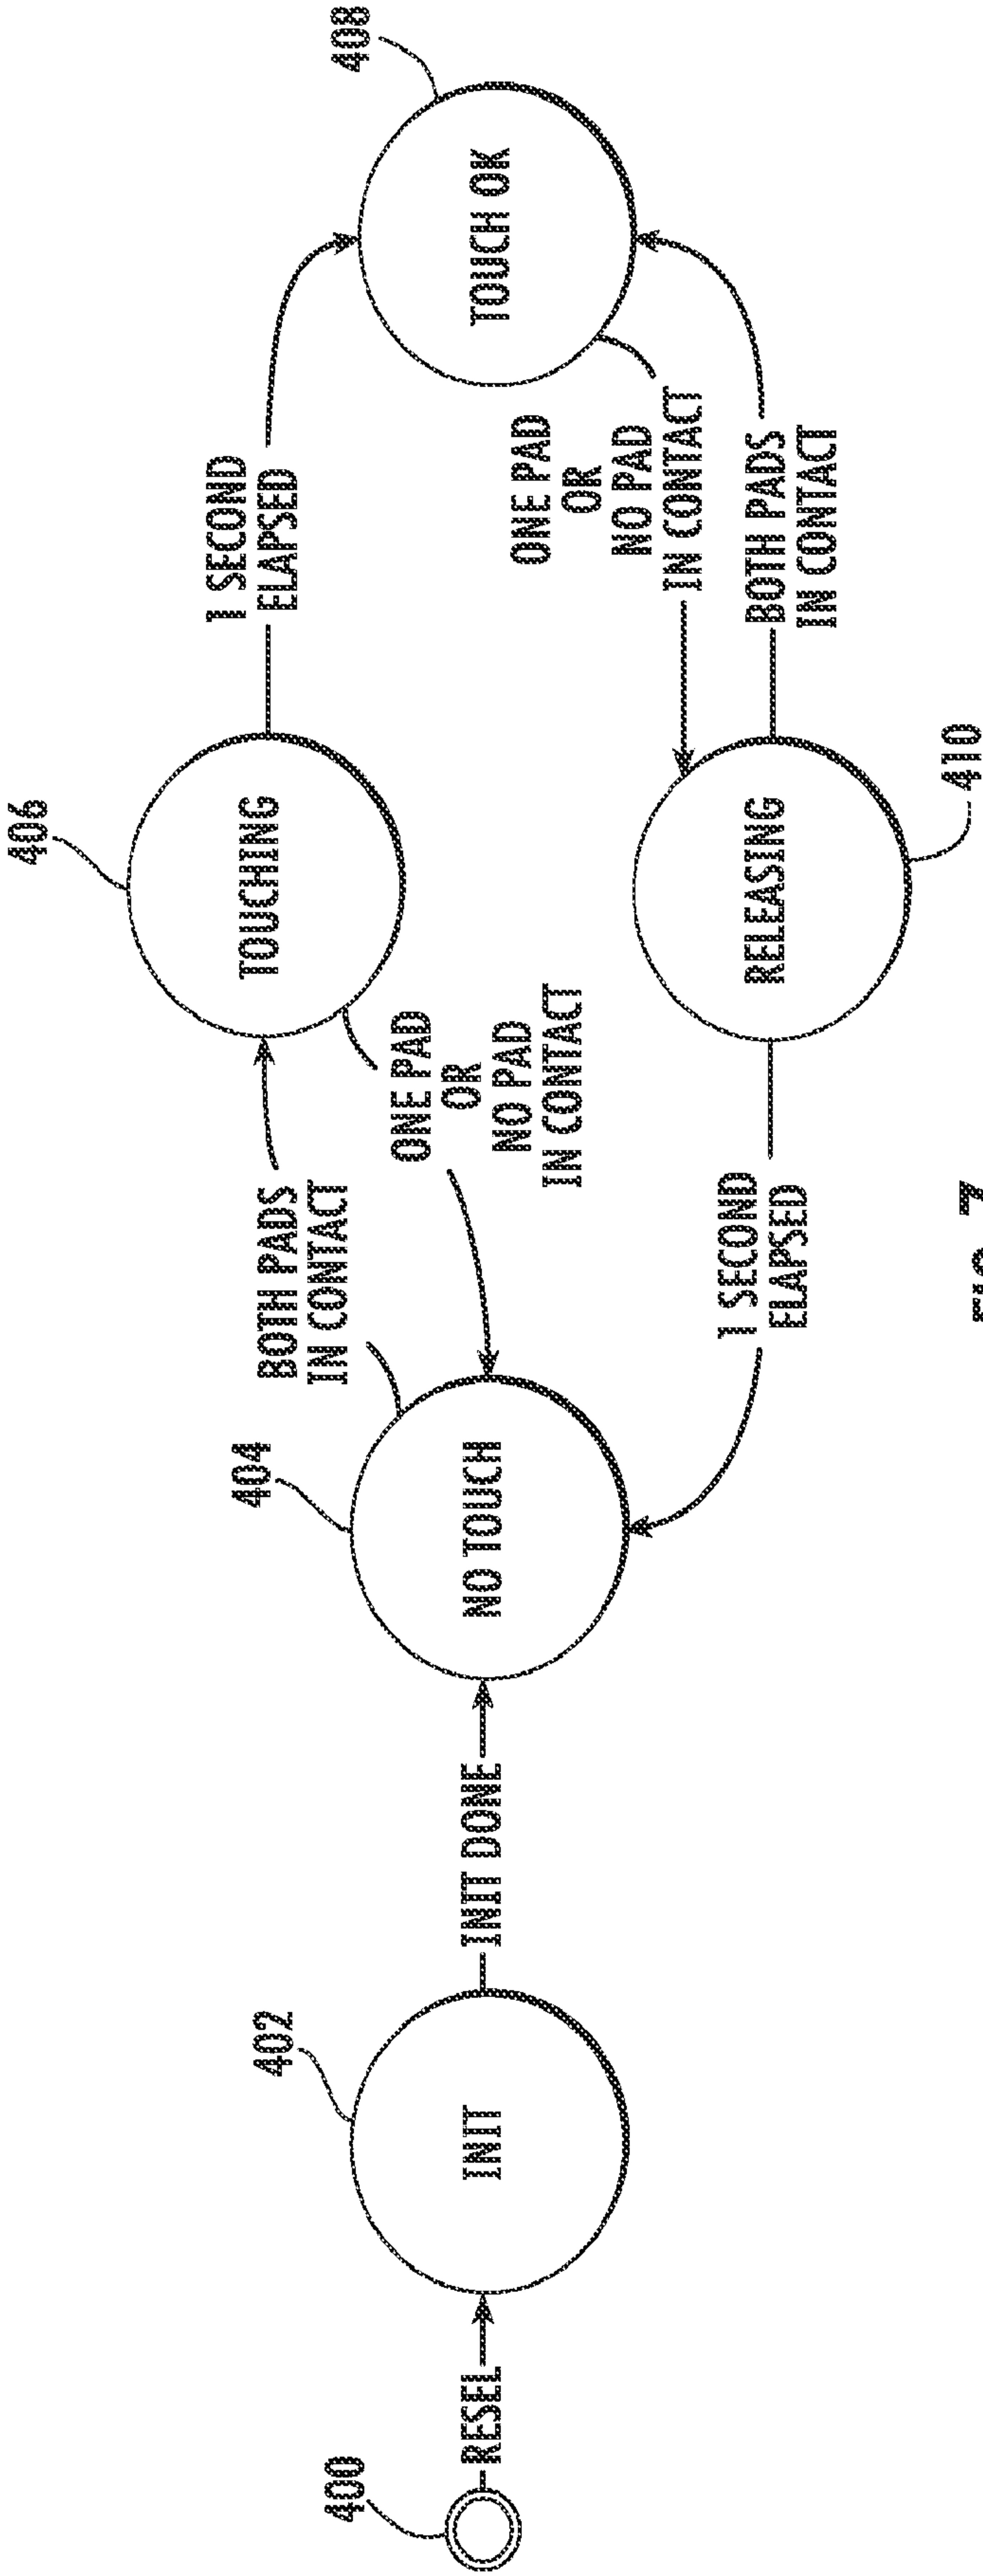 400
RESEL
402
INIT
INIT DONE
404
NO TOUCH
BOTH PADS
IN CONTACT
406
TOUCHING
ONE PAD
OR
NO PAD
IN CONTACT
1 SECOND
ELAPSED
408
TOUCH OK
ONE PAD
OR
NO PAD
IN CONTACT
BOTH PADS
IN CONTACT
RELEASING
410
1 SECOND
ELAPSED